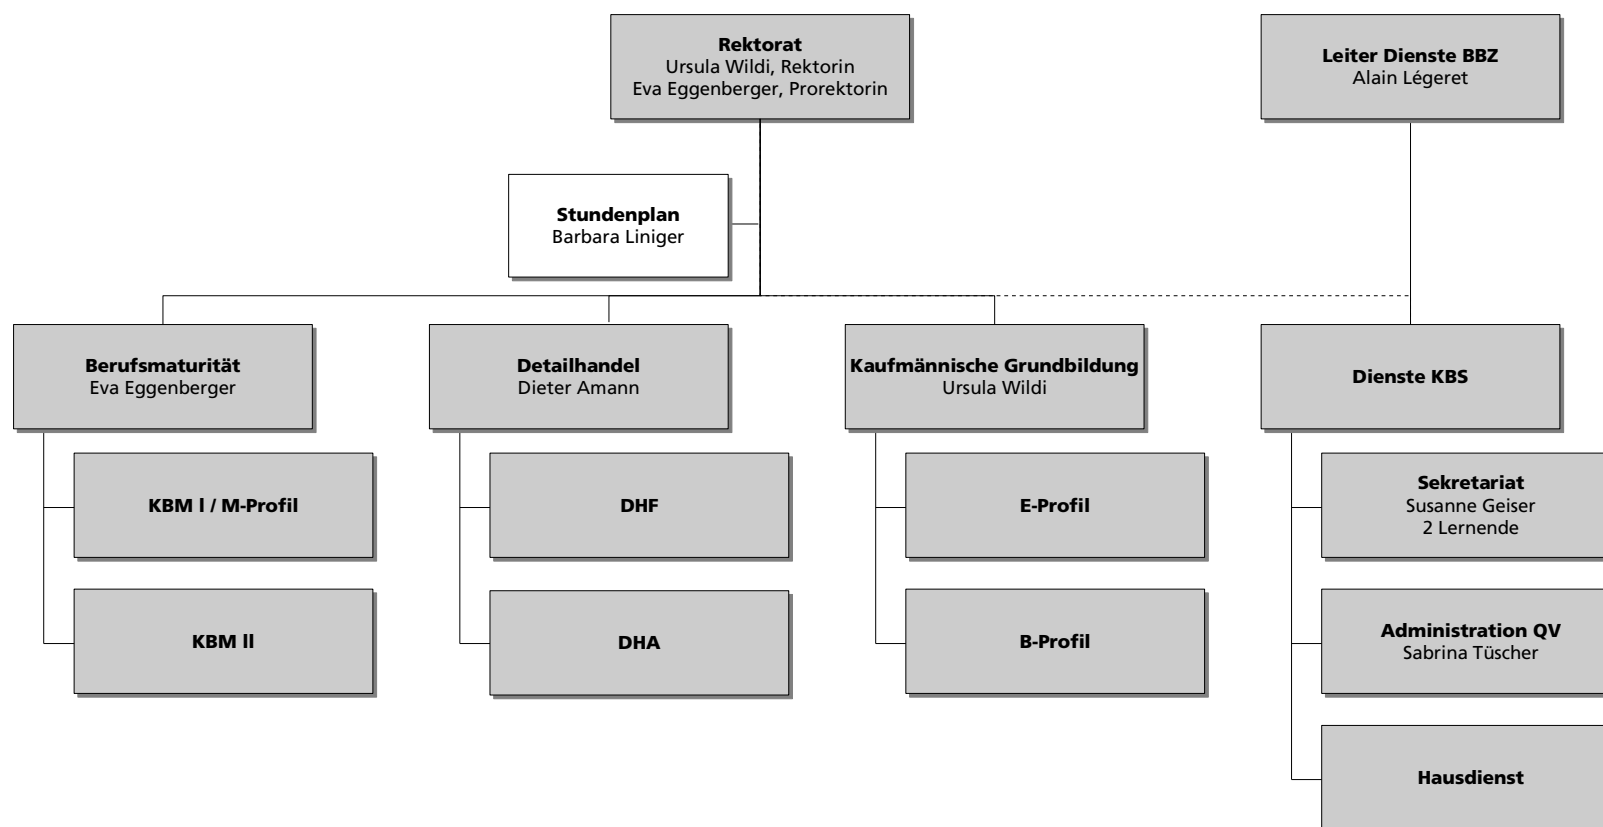 Rektorat
Ursula Wildi, Rektorin
Eva Eggenberger, Prorektorin
Leiter Dienste BBZ
Alain Légeret
Stundenplan
Barbara Liniger
Berufsmaturität
Eva Eggenberger
Detailhandel
Dieter Amann
Kaufmännische Grundbildung
Ursula Wildi
Dienste KBS
KBM l / M-Profil
DHF
E-Profil
Sekretariat
Susanne Geiser
2 Lernende
KBM ll
DHA
B-Profil
Administration QV
Sabrina Tüscher
Hausdienst